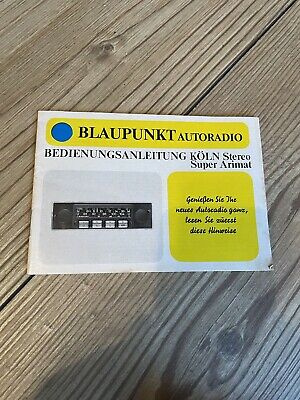 BLAUPUNKT AUTORADIO
BEDIENUNGSANLEITUNG KÖLN Stereo
Super Arimat
Genießen Sie Ihr
neues Autoradio ganz,
lesen Sie zuerst
diese Hinweise